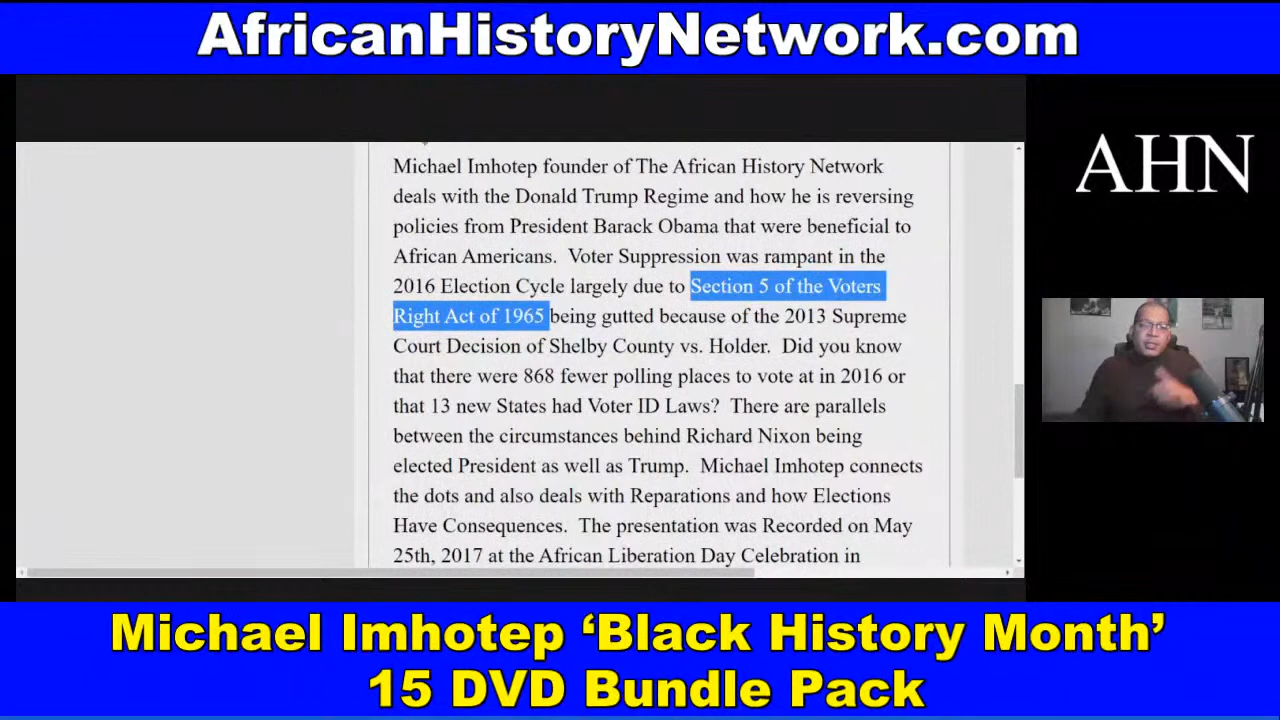 AfricanHistoryNetwork.com
AHN
Michael Imhotep founder of The African History Network
deals with the Donald Trump Regime and how he is reversing
policies from President Barack Obama that were beneficial to
African Americans.  Voter Suppression was rampant in the
2016 Election Cycle largely due to Section 5 of the Voters
Right Act of 1965 being gutted because of the 2013 Supreme
Court Decision of Shelby County vs. Holder.  Did you know
that there were 868 fewer polling places to vote at in 2016 or
that 13 new States had Voter ID Laws?  There are parallels
between the circumstances behind Richard Nixon being
elected President as well as Trump.  Michael Imhotep connects
the dots and also deals with Reparations and how Elections
Have Consequences.  The presentation was Recorded on May
25th, 2017 at the African Liberation Day Celebration in
Michael Imhotep ‘Black History Month’
15 DVD Bundle Pack